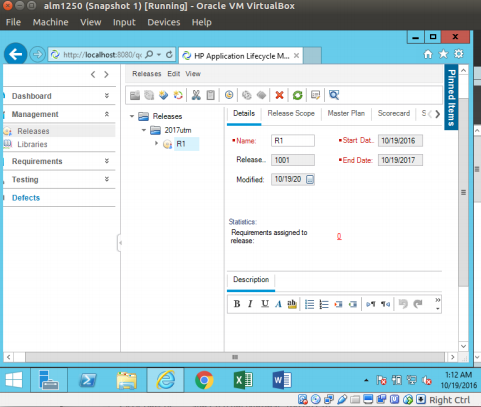 alm1250 (Snapshot 1) [Running] - Oracle VM VirtualBox
File Machine View Input Devices Help
http://localhost:8080/qc
HP Application Lifecycle M...
Releases Edit View
Dashboard
Management
Releases
Libraries
Requirements
Testing
Defects
Releases
2017utm
R1
Details Release Scope Master Plan Scorecard S
Name: R1 Start Dat.. 10/19/2016
Release.. 1001 End Date: 10/19/2017
Modified: 10/19/20
Statistics:
Requirements assigned to
release: 0
Description
B I U A ab
Pinned Items
1:12 AM
10/19/2016
Right Ctrl